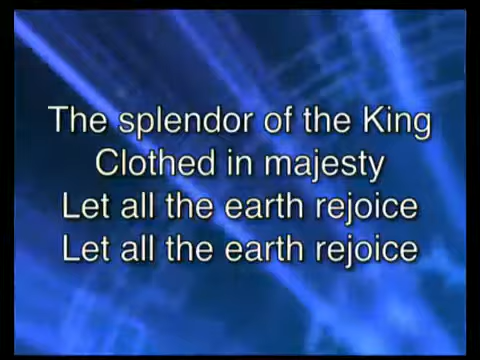 The splendor of the King
Clothed in majesty
Let all the earth rejoice
Let all the earth rejoice